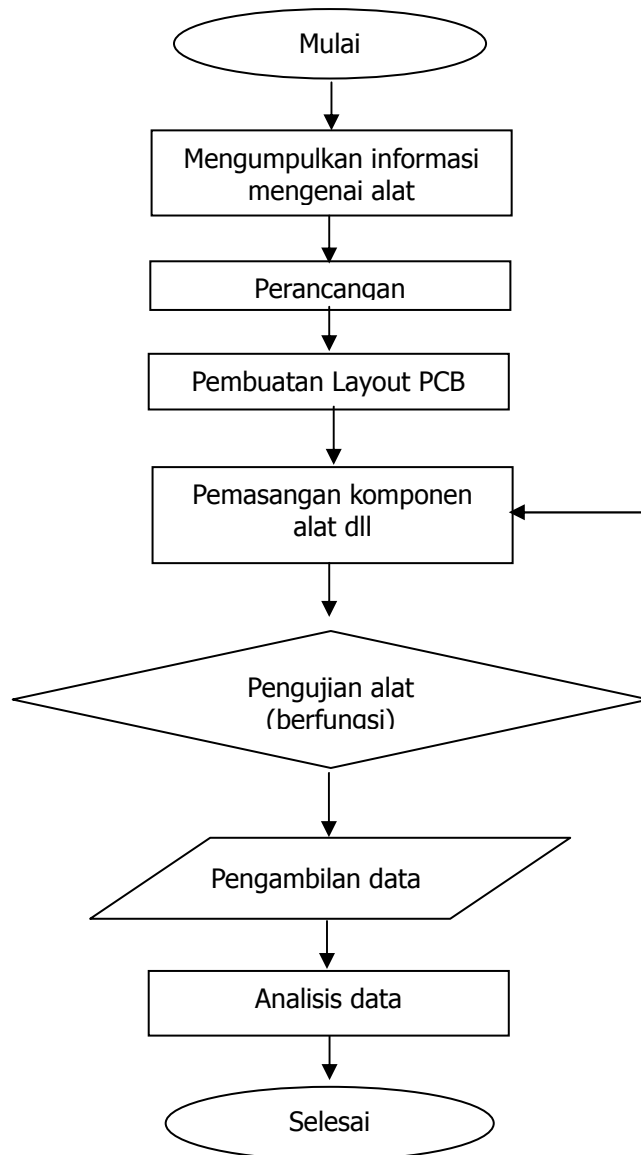 Mulai
Mengumpulkan informasi
mengenai alat
Perancangan
Pembuatan Layout PCB
Pemasangan komponen
alat dll
Pengujian alat
(berfungsi)
Pengambilan data
Analisis data
Selesai